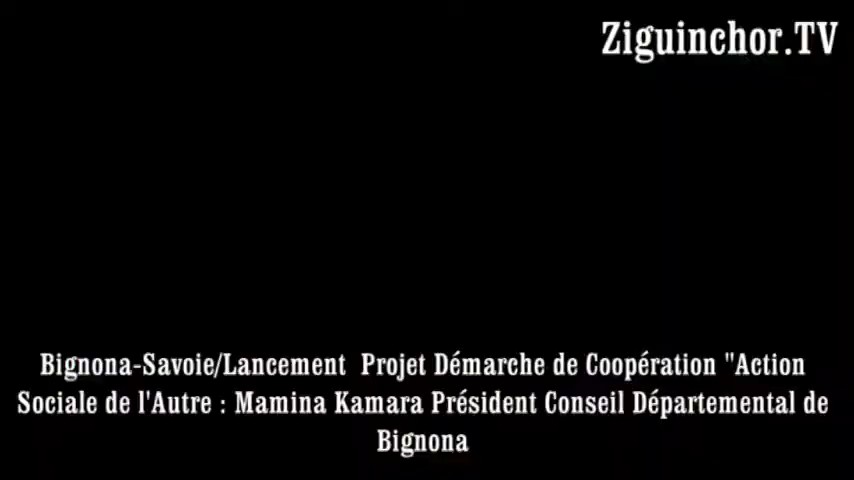 Ziguinchor.TV
Bignona-Savoie/Lancement  Projet Démarche de Coopération "Action
Sociale de l'Autre : Mamina Kamara Président Conseil Départemental de
Bignona